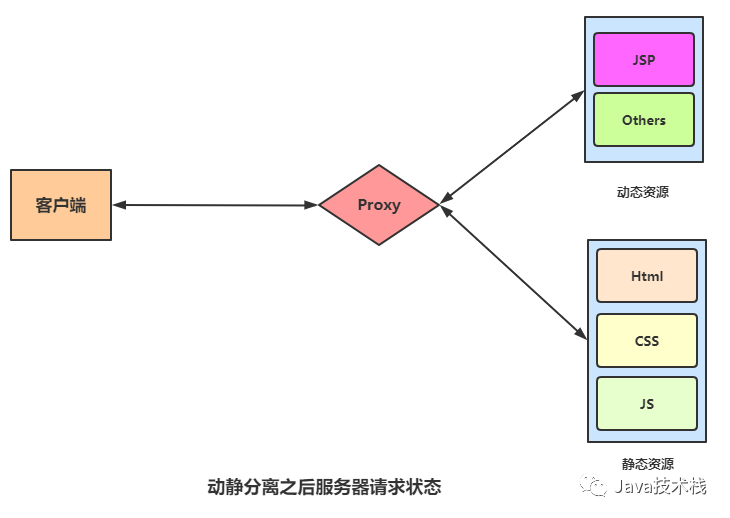 JSP
Others
动态资源
客户端
Proxy
Html
CSS
JS
静态资源
动静分离之后服务器请求状态
Java技术栈